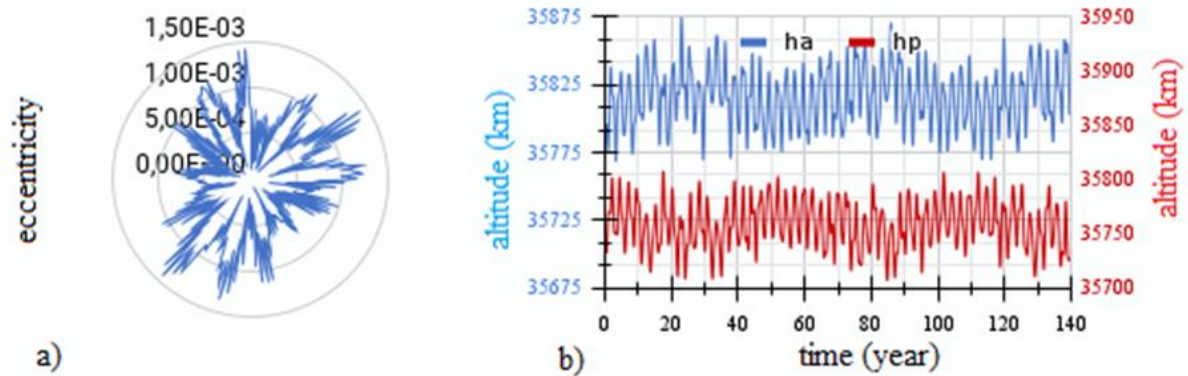 1,50E-03
1,00E-03
5,00E-04
0,00E+00
eccentricity
a)
35875
35825
35775
35725
35675
altitude (km)
ha hp
35950
35900
35850
35800
35750
35700
altitude (km)
0 20 40 60 80 100 120 140
time (year)
b)